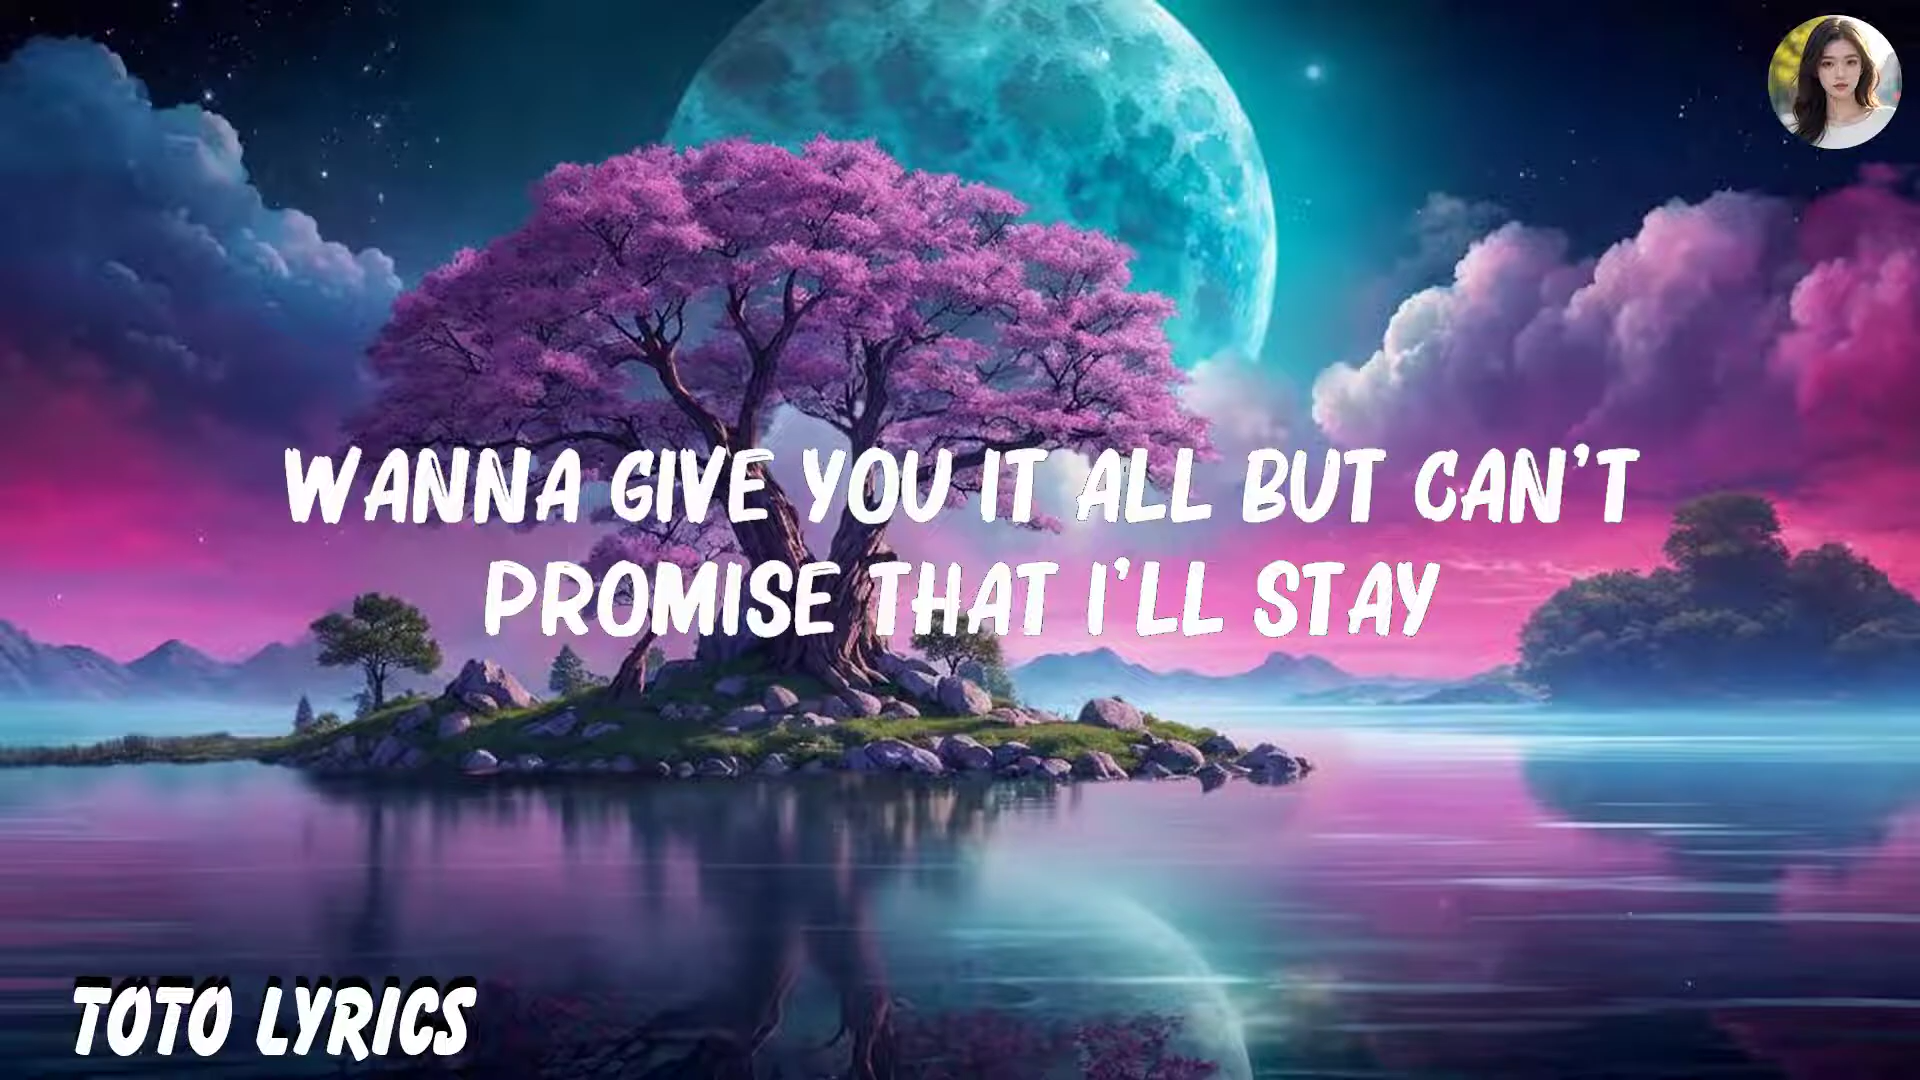 WANNA GIVE YOU IT ALL BUT CAN'T
PROMISE THAT I'LL STAY
TOTO LYRICS